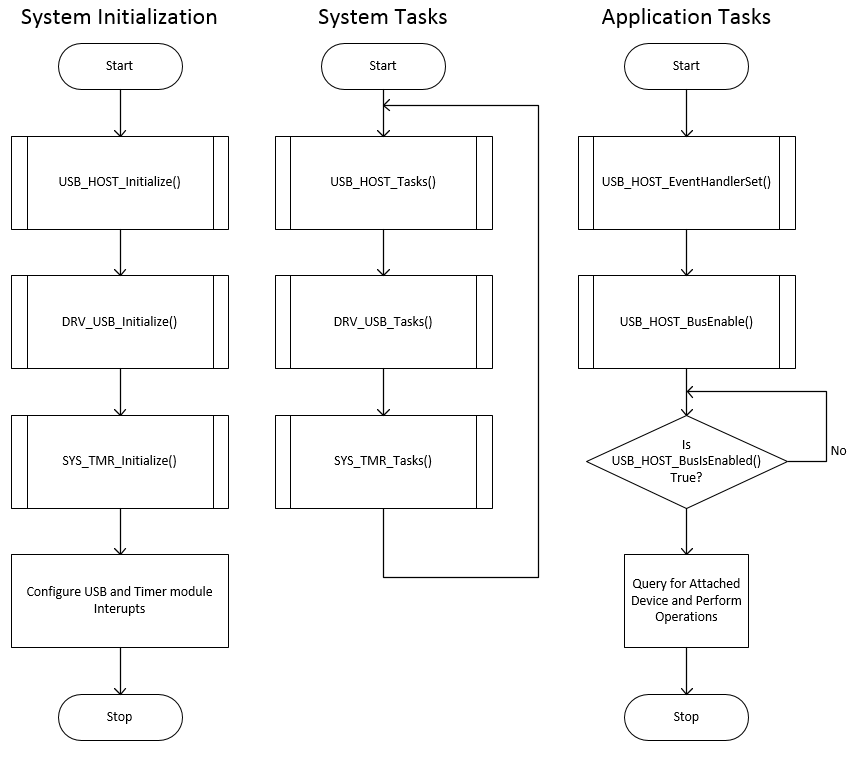 System Initialization
Start
USB_HOST_Initialize()
DRV_USB_Initialize()
SYS_TMR_Initialize()
Configure USB and Timer module
Interupts
Stop
System Tasks
Start
USB_HOST_Tasks()
DRV_USB_Tasks()
SYS_TMR_Tasks()
Application Tasks
Start
USB_HOST_EventHandlerSet()
USB_HOST_BusEnable()
Is
USB_HOST_BusIsEnabled()
True?
No
Query for Attached
Device and Perform
Operations
Stop